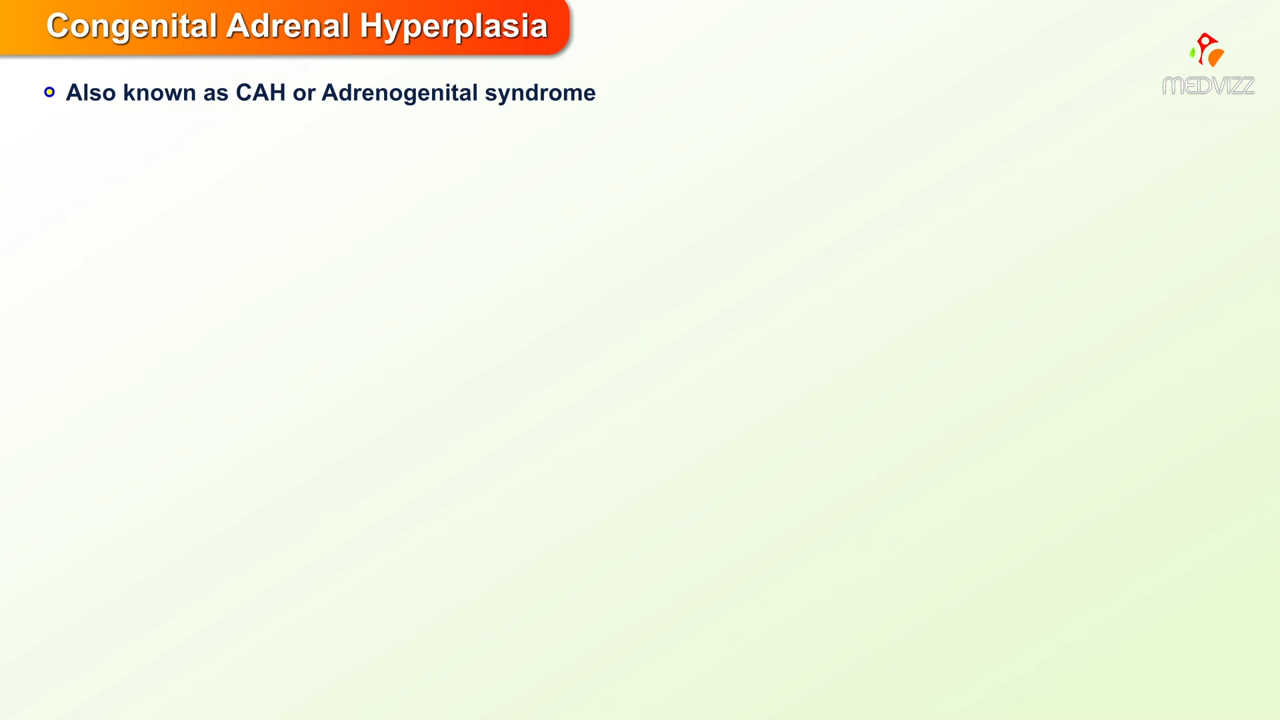 Congenital Adrenal Hyperplasia
Also known as CAH or Adrenogenital syndrome
MEDVIZZ